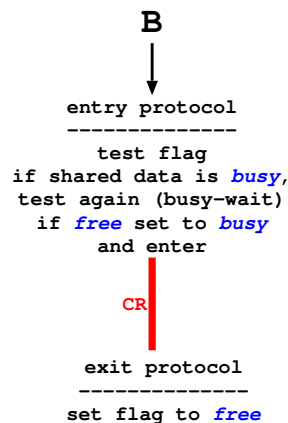 B
entry protocol
--------------
test flag
if shared data is busy,
test again (busy-wait)
if free set to busy
and enter
CR
exit protocol
--------------
set flag to free